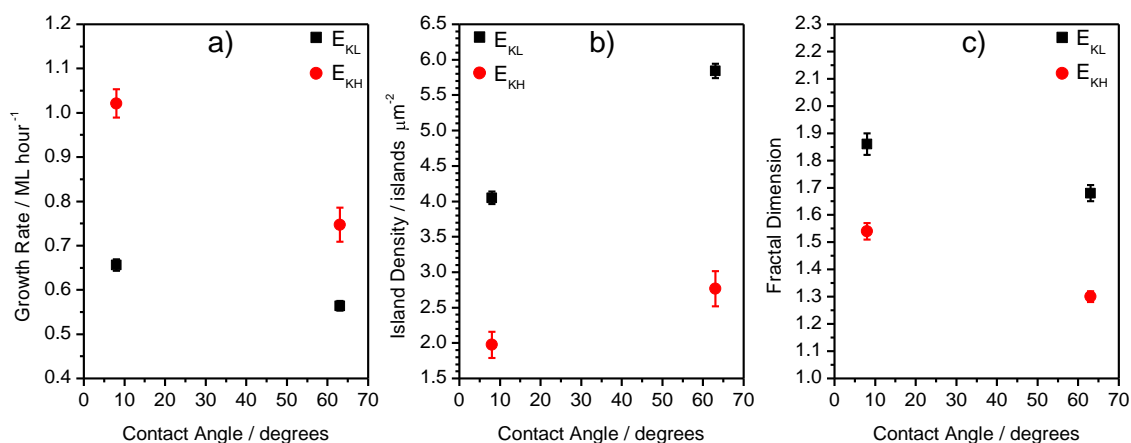 a)
E_KL
E_KH
Growth Rate / ML hour^-1
1.2
1.1
1.0
0.9
0.8
0.7
0.6
0.5
0.4
0 10 20 30 40 50 60 70
Contact Angle / degrees
b)
E_KL
E_KH
Island Density / islands μm^-2
6.5
6.0
5.5
5.0
4.5
4.0
3.5
3.0
2.5
2.0
1.5
0 10 20 30 40 50 60 70
Contact Angle / degrees
c)
E_KL
E_KH
Fractal Dimension
2.3
2.2
2.1
2.0
1.9
1.8
1.7
1.6
1.5
1.4
1.3
1.2
1.1
1.0
0 10 20 30 40 50 60 70
Contact Angle / degrees